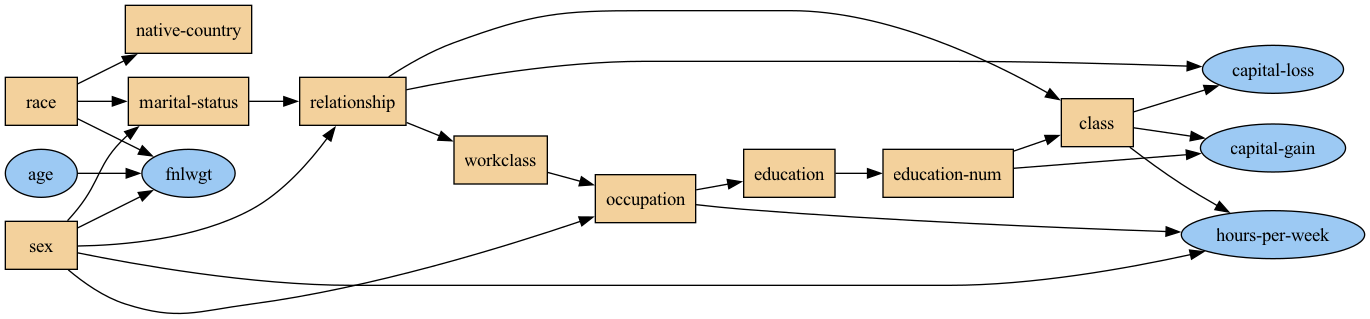 native-country
race
marital-status
relationship
capital-loss
class
workclass
capital-gain
age
fnlwgt
education
education-num
occupation
sex
hours-per-week